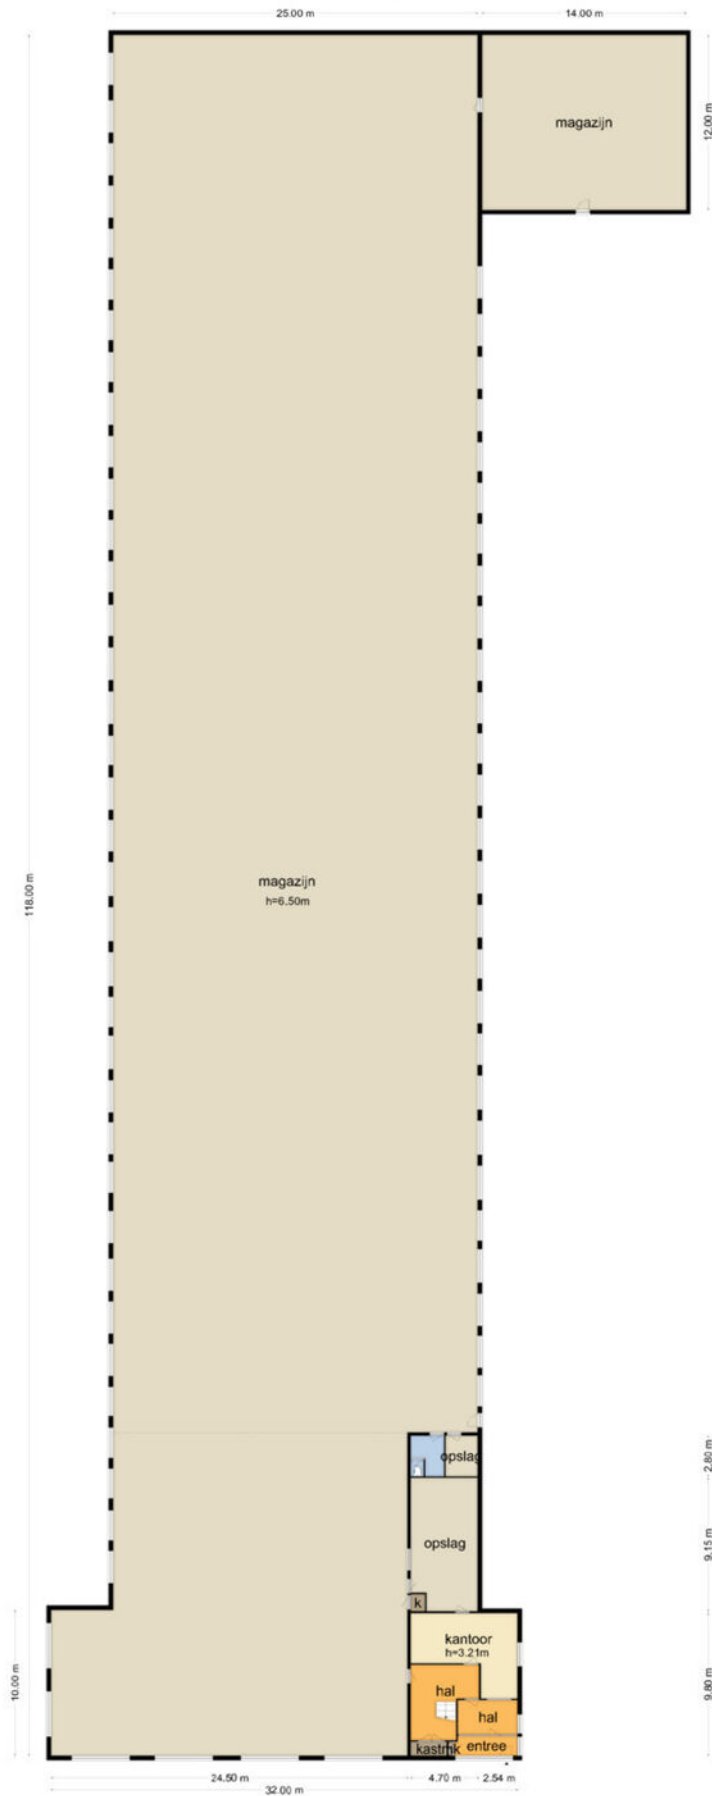 25.00 m
14.00 m
magazijn
12.00 m
118.00 m
magazijn
h=6.50m
opslag
2.80 m
opslag
9.15 m
k
kantoor
h=3.21m
10.00 m
hal
hal
9.80 m
kastmk
entree
24.50 m
4.70 m
2.54 m
32.00 m